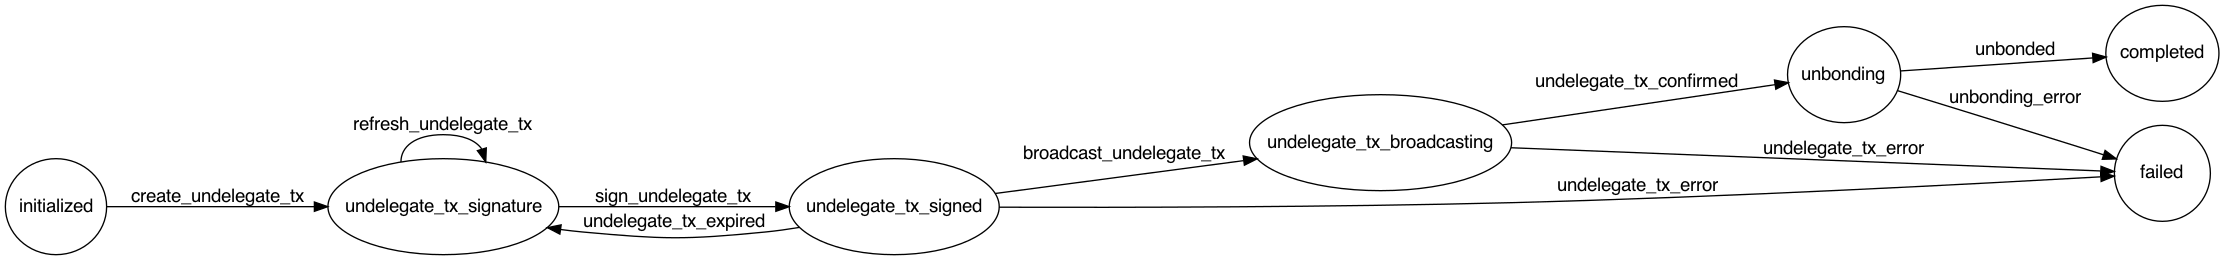 initialized
create_undelegate_tx
refresh_undelegate_tx
undelegate_tx_signature
sign_undelegate_tx
undelegate_tx_expired
undelegate_tx_signed
broadcast_undelegate_tx
undelegate_tx_error
undelegate_tx_broadcasting
undelegate_tx_confirmed
undelegate_tx_error
unbonding
unbonded
unbonding_error
completed
failed